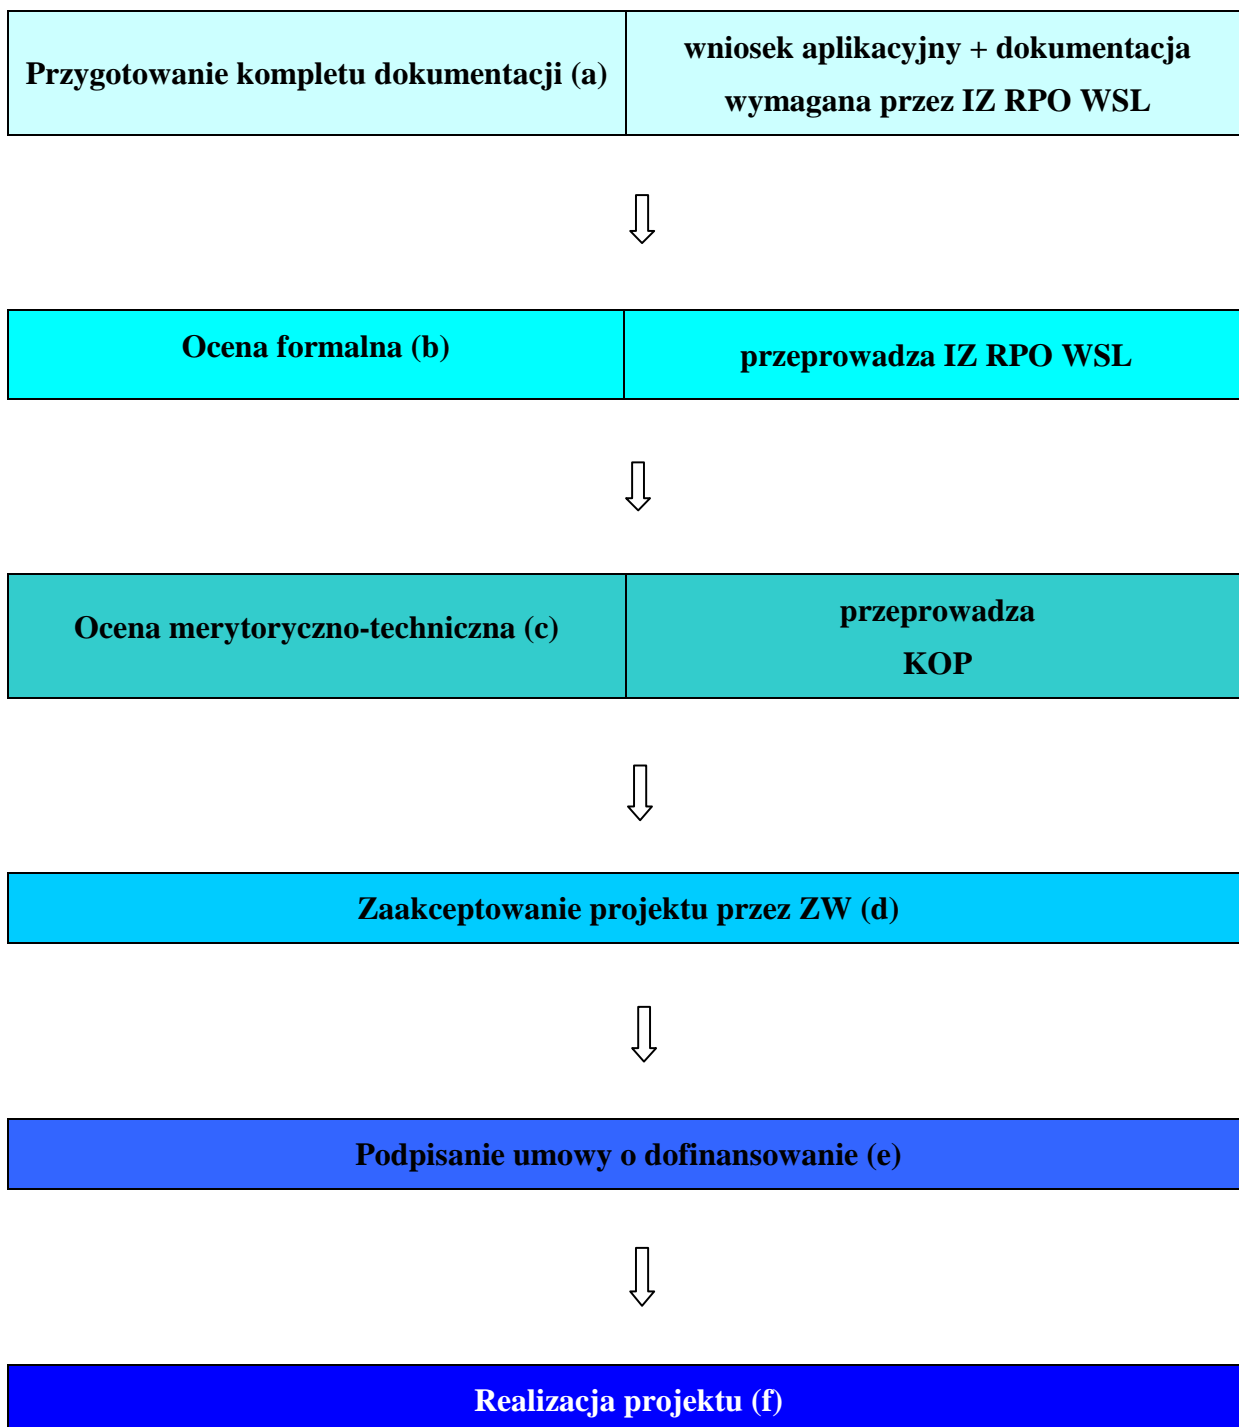 Przygotowanie kompletu dokumentacji (a)
wniosek aplikacyjny + dokumentacja
wymagana przez IZ RPO WSL
Ocena formalna (b)
przeprowadza IZ RPO WSL
Ocena merytoryczno-techniczna (c)
przeprowadza
KOP
Zaakceptowanie projektu przez ZW (d)
Podpisanie umowy o dofinansowanie (e)
Realizacja projektu (f)